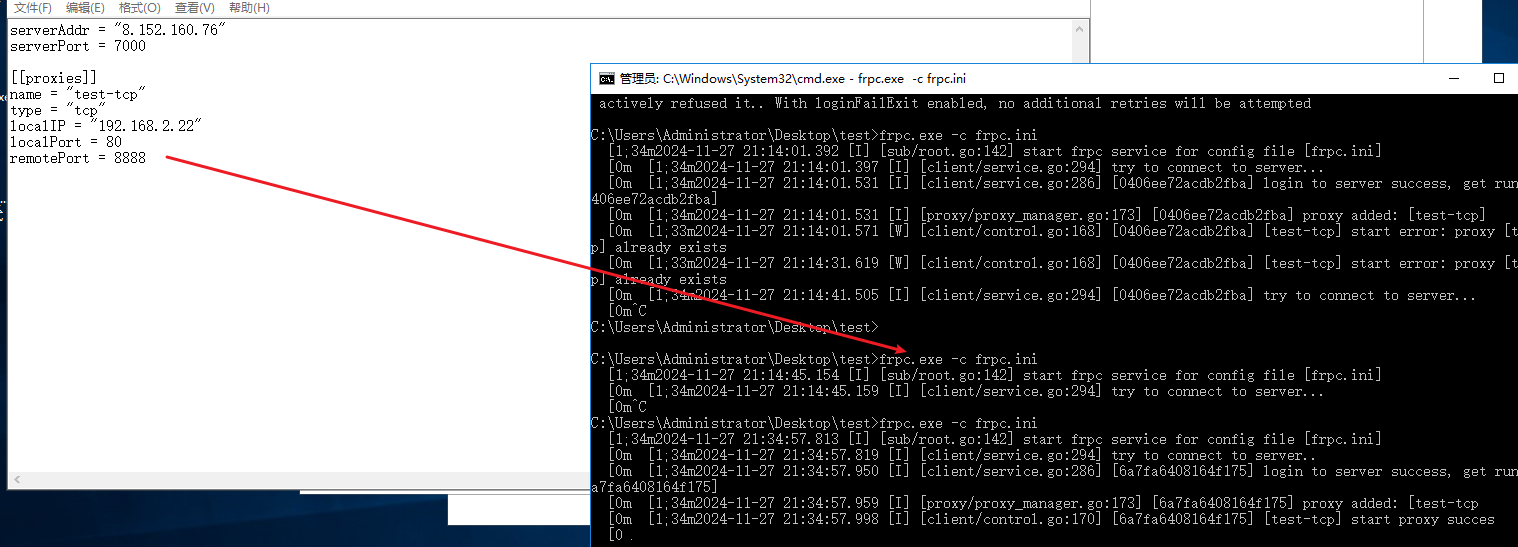 文件(F) 编辑(E) 格式(O) 查看(V) 帮助(H)
serverAddr = "8.152.160.76"
serverPort = 7000
[[proxies]]
name = "test-tcp"
type = "tcp"
localIP = "192.168.2.22"
localPort = 80
remotePort = 8888
管理员: C:\Windows\System32\cmd.exe - frpc.exe -c frpc.ini
actively refused it.. With loginFailExit enabled, no additional retries will be attempted
C:\Users\Administrator\Desktop\test>frpc.exe -c frpc.ini
[1;34m2024-11-27 21:14:01.392 [I] [sub/root.go:142] start frpc service for config file [frpc.ini]
[0m [1;34m2024-11-27 21:14:01.397 [I] [client/service.go:294] try to connect to server...
[0m [1;34m2024-11-27 21:14:01.531 [I] [client/service.go:286] [0406ee72acdb2fba] login to server success, get run
406ee72acdb2fba]
[0m [1;34m2024-11-27 21:14:01.531 [I] [proxy/proxy_manager.go:173] [0406ee72acdb2fba] proxy added: [test-tcp]
[0m [1;33m2024-11-27 21:14:01.571 [W] [client/control.go:168] [0406ee72acdb2fba] [test-tcp] start error: proxy [t
p] already exists
[0m [1;33m2024-11-27 21:14:31.619 [W] [client/control.go:168] [0406ee72acdb2fba] [test-tcp] start error: proxy [t
p] already exists
[0m [1;34m2024-11-27 21:14:41.505 [I] [client/service.go:294] [0406ee72acdb2fba] try to connect to server...
[0m^C
C:\Users\Administrator\Desktop\test>
C:\Users\Administrator\Desktop\test>frpc.exe -c frpc.ini
[1;34m2024-11-27 21:14:45.154 [I] [sub/root.go:142] start frpc service for config file [frpc.ini]
[0m [1;34m2024-11-27 21:14:45.159 [I] [client/service.go:294] try to connect to server...
[0m^C
C:\Users\Administrator\Desktop\test>frpc.exe -c frpc.ini
[1;34m2024-11-27 21:34:57.813 [I] [sub/root.go:142] start frpc service for config file [frpc.ini]
[0m [1;34m2024-11-27 21:34:57.819 [I] [client/service.go:294] try to connect to server..
[0m [1;34m2024-11-27 21:34:57.950 [I] [client/service.go:286] [6a7fa6408164f175] login to server success, get run
a7fa6408164f175]
[0m [1;34m2024-11-27 21:34:57.959 [I] [proxy/proxy_manager.go:173] [6a7fa6408164f175] proxy added: [test-tcp
[0m [1;34m2024-11-27 21:34:57.998 [I] [client/control.go:170] [6a7fa6408164f175] [test-tcp] start proxy succes
[0